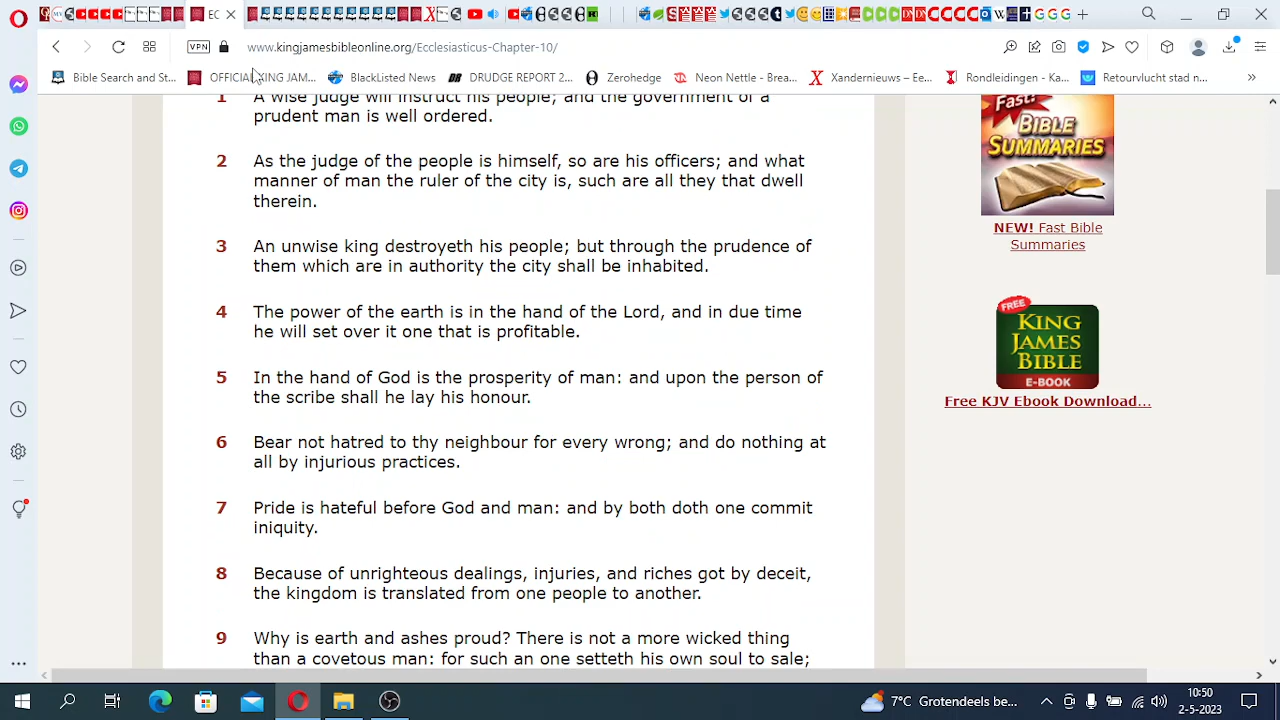 EC
VPN
www.kingjamesbibleonline.org/Ecclesiasticus-Chapter-10/
Bible Search and St...
OFFICIAL KING JAM...
BlackListed News
DRUDGE REPORT 2...
Zerohedge
Neon Nettle - Brea...
Xandernieuws – Ee...
Rondleidingen - Ka...
Retourvlucht stad n...
1 A wise judge will instruct his people; and the government of a
prudent man is well ordered.
2 As the judge of the people is himself, so are his officers; and what
manner of man the ruler of the city is, such are all they that dwell
therein.
3 An unwise king destroyeth his people; but through the prudence of
them which are in authority the city shall be inhabited.
4 The power of the earth is in the hand of the Lord, and in due time
he will set over it one that is profitable.
5 In the hand of God is the prosperity of man: and upon the person of
the scribe shall he lay his honour.
6 Bear not hatred to thy neighbour for every wrong; and do nothing at
all by injurious practices.
7 Pride is hateful before God and man: and by both doth one commit
iniquity.
8 Because of unrighteous dealings, injuries, and riches got by deceit,
the kingdom is translated from one people to another.
9 Why is earth and ashes proud? There is not a more wicked thing
than a covetous man: for such an one setteth his own soul to sale;
Fast!
BIBLE
SUMMARIES
NEW! Fast Bible
Summaries
FREE
KING
JAMES
BIBLE
E-BOOK
Free KJV Ebook Download...
7°C Grotendeels be...
10:50
2-5-2023